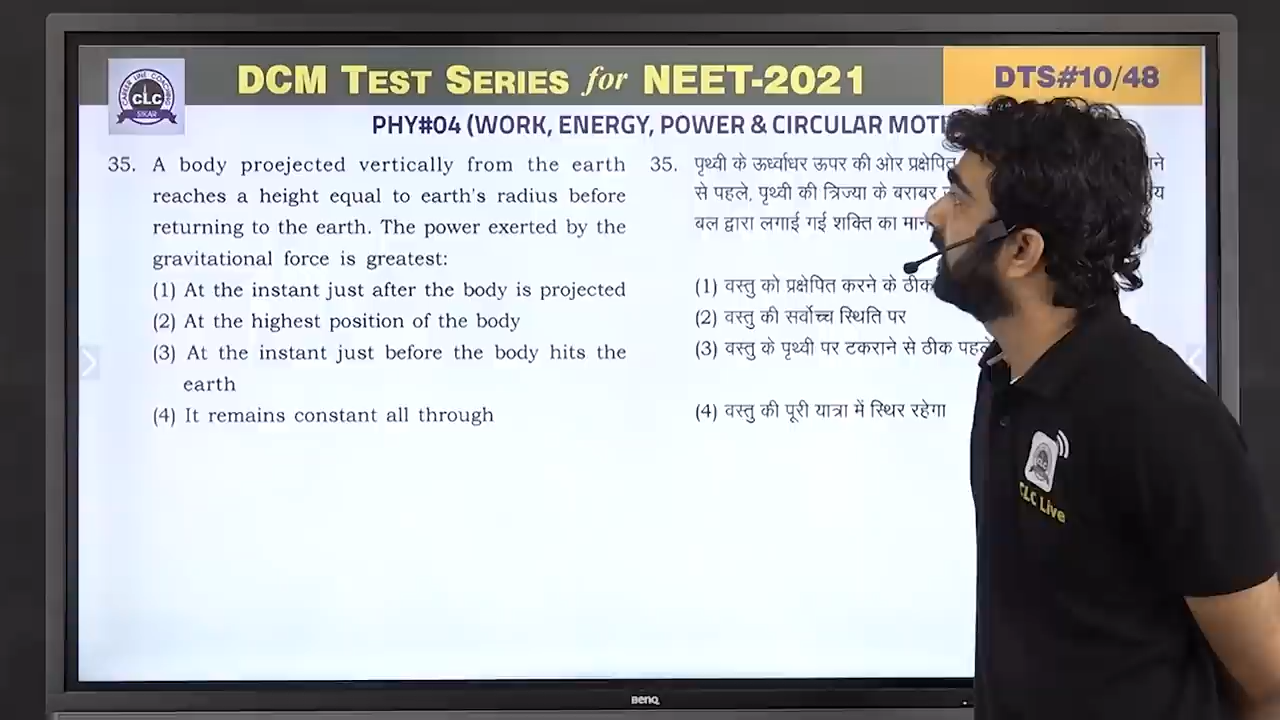 DCM TEST SERIES for NEET-2021
DTS#10/48
CAREER LINE COACHING
CLC
SIKAR
PHY#04 (WORK, ENERGY, POWER & CIRCULAR
35. A body proejected vertically from the earth
reaches a height equal to earth's radius before
returning to the earth. The power exerted by the
gravitational force is greatest:
(1) At the instant just after the body is projected
(2) At the highest position of the body
(3) At the instant just before the body hits the
earth
(4) It remains constant all through
35. पृथ्वी के ऊर्ध्वाधर ऊपर की ओर
से पहले, पृथ्वी की त्रिज्या के बराबर
बल द्वारा लगाई गई शक्ति का
(1) वस्तु को प्रक्षेपित करने के ठीक
(2) वस्तु की सर्वोच्च स्थिति पर
(3) वस्तु के पृथ्वी पर टकराने से ठीक पहले
(4) वस्तु की पूरी यात्रा में स्थिर रहेगा
CLC
CLC Live
BenQ